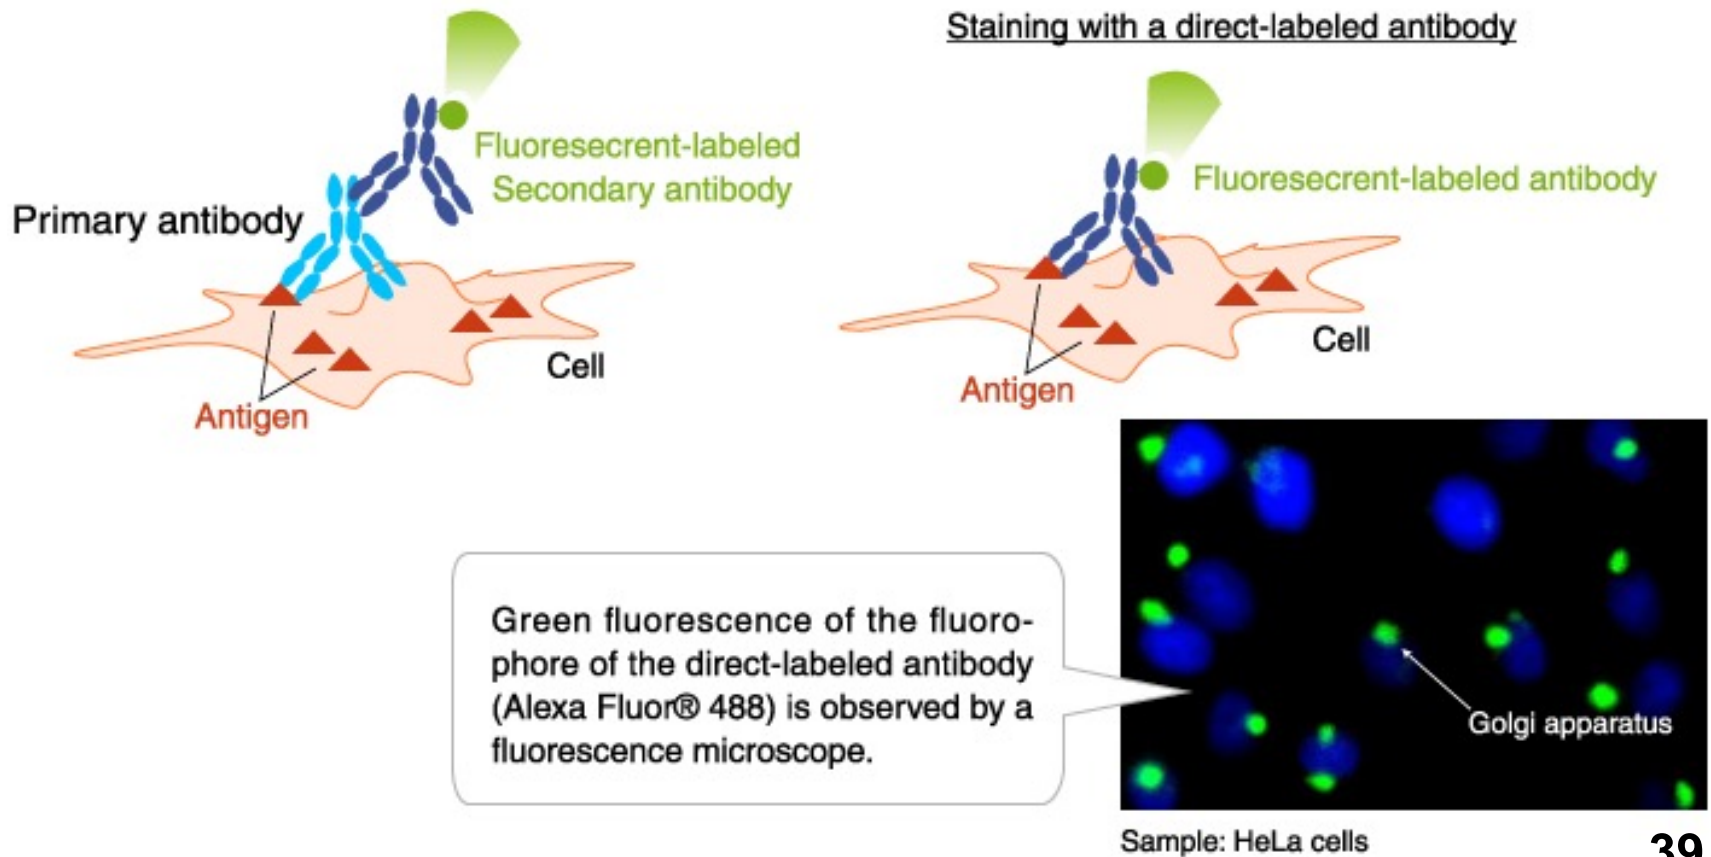 Staining with a direct-labeled antibody
Fluoresecrent-labeled
Secondary antibody
Primary antibody
Cell
Antigen
Fluoresecrent-labeled antibody
Cell
Antigen
Green fluorescence of the fluoro-
phore of the direct-labeled antibody
(Alexa Fluor® 488) is observed by a
fluorescence microscope.
Golgi apparatus
Sample: HeLa cells
39